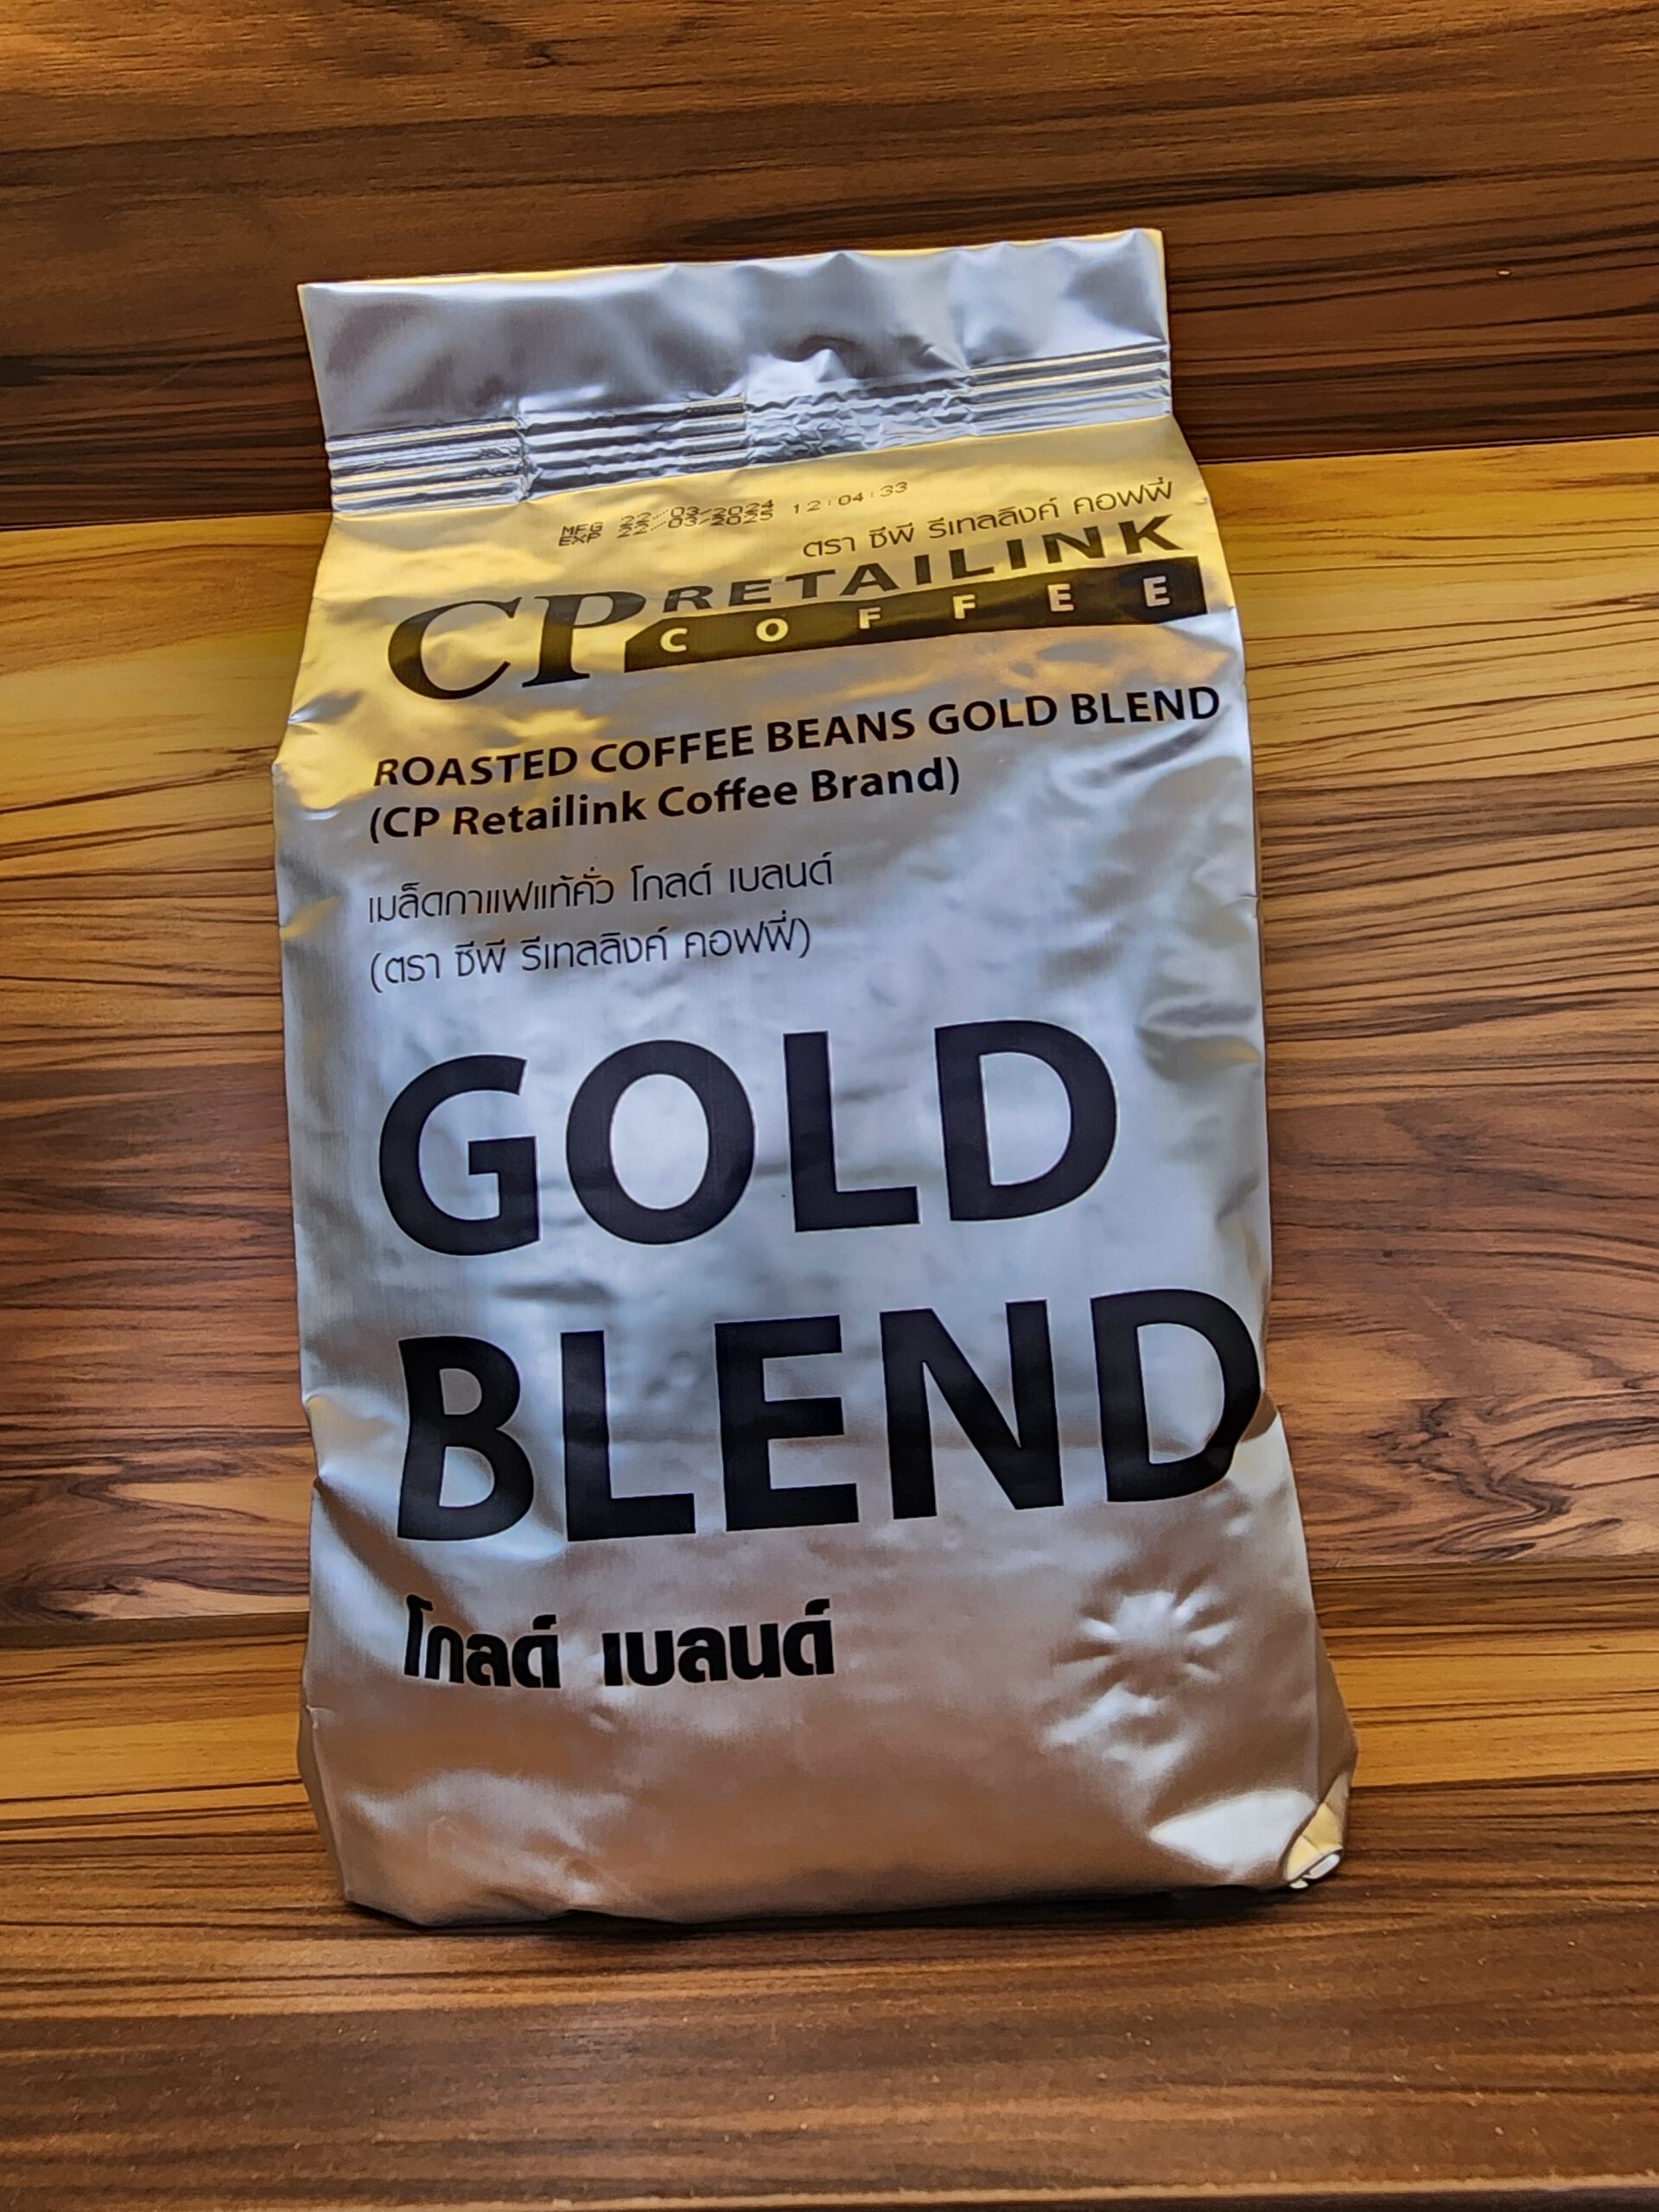 MFG 22/03/2024 12:04:33
EXP 22/03/2025
ตรา ซีพี รีเทลลิงค์ คอฟฟี่
CP RETAILINK
COFFEE
ROASTED COFFEE BEANS GOLD BLEND
(CP Retailink Coffee Brand)
เมล็ดกาแฟแท้คั่ว โกลด์ เบลนด์
(ตรา ซีพี รีเทลลิงค์ คอฟฟี่)
GOLD
BLEND
โกลด์ เบลนด์